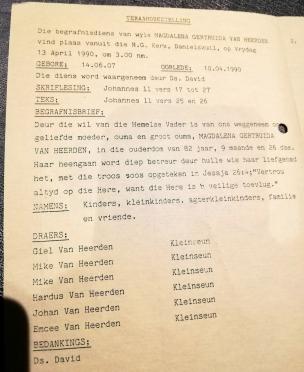 TERAARDBESTELLING
Die begrafnisdiens van wyle MAGDALENA GERTRUIDA VAN HEERDEN
vind plaas vanuit die N.G. Kerk, Danielskuil, op Vrydag
13 April 1990, om 3.00 nm.
GEBORE: 14.06.07 OORLEDE: 10.04.1990
Die diens word waargeneem deur Ds. David
SKRIFLESING: Johannes 11 vers 17 tot 27
TEKS: Johannes 11 vers 25 en 26
BEGRAFNISBRIEF:
Deur die wil van die Hemelse Vader is van ons weggeneem ons
geliefde moeder, ouma en groot ouma, MAGDALENA GERTRUIDA
VAN HEERDEN, in die ouderdom van 82 jaar, 9 maande en 26 dae.
Haar heengaan word diep betreur deur hulle wie haar liefgehad
het, met die troos soos opgeteken in Jesaja 26:4;"Vertrou
altyd op die Here, want die Here is 'n veilige toevlug."
NAMENS: Kinders, kleinkinders, agterkleinkinders, familie
en vriende.
DRAERS:
Giel Van Heerden Kleinseun
Mike Van Heerden Kleinseun
Mike Van Heerden Kleinseun
Hardus Van Heerden Kleinseun
Johan Van Heerden Kleinseun
Emcee Van Heerden Kleinseun
BEDANKINGS:
Ds. David